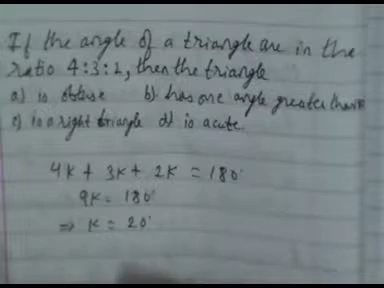 If the angle of a triangle are in the
ratio 4:3:2, then the triangle
a) is obtuse b) has one angle greater than
c) is a right triangle d) is acute.
4K + 3K + 2K = 180°
9K = 180°
⇒ K = 20°